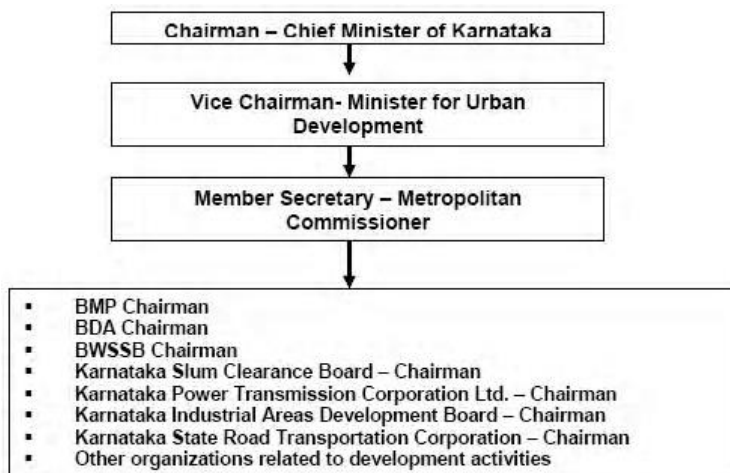 Chairman – Chief Minister of Karnataka
Vice Chairman- Minister for Urban
Development
Member Secretary – Metropolitan
Commissioner
▪ BMP Chairman
▪ BDA Chairman
▪ BWSSB Chairman
▪ Karnataka Slum Clearance Board – Chairman
▪ Karnataka Power Transmission Corporation Ltd. – Chairman
▪ Karnataka Industrial Areas Development Board – Chairman
▪ Karnataka State Road Transportation Corporation – Chairman
▪ Other organizations related to development activities